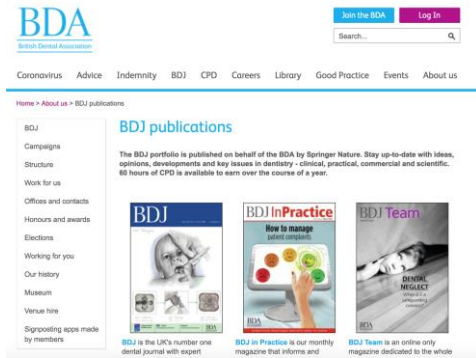 BDA
British Dental Association
Join the BDA
Log In
Search...
Coronavirus Advice Indemnity BDJ CPD Careers Library Good Practice Events About us
Home > About us > BDJ publications
BDJ
Campaigns
Structure
Work for us
Offices and contacts
Honours and awards
Elections
Working for you
Our history
Museum
Venue hire
Signposting apps made
by members
BDJ publications
The BDJ portfolio is published on behalf of the BDA by Springer Nature. Stay up-to-date with ideas,
opinions, developments and key issues in dentistry - clinical, practical, commercial and scientific.
60 hours of CPD is available to earn over the course of a year.
BDJ
BDJ InPractice
How to manage
patient complaints
BDJ Team
DENTAL
NEGLECT
BDJ is the UK's number one
dental journal with expert
BDJ in Practice is our monthly
magazine that informs and
BDJ Team is an online only
magazine dedicated to the whole